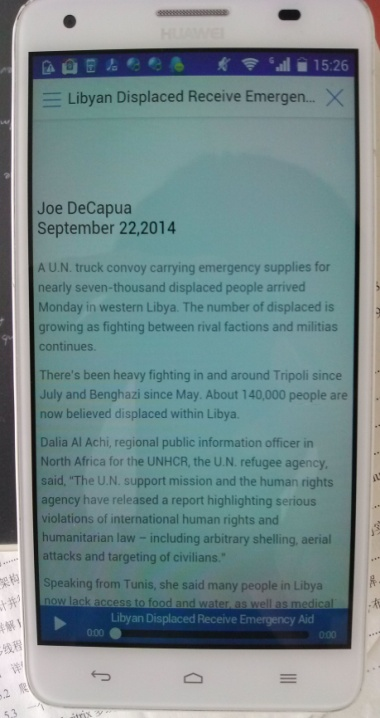 HUAWEI
15:26
Libyan Displaced Receive Emergen...
Joe DeCapua
September 22,2014
A U.N. truck convoy carrying emergency supplies for
nearly seven-thousand displaced people arrived
Monday in western Libya. The number of displaced is
growing as fighting between rival factions and militias
continues.
There's been heavy fighting in and around Tripoli since
July and Benghazi since May. About 140,000 people are
now believed displaced within Libya.
Dalia Al Achi, regional public information officer in
North Africa for the UNHCR, the U.N. refugee agency,
said, "The U.N. support mission and the human rights
agency have released a report highlighting serious
violations of international human rights and
humanitarian law – including arbitrary shelling, aerial
attacks and targeting of civilians."
Speaking from Tunis, she said many people in Libya
now lack access to food and water, as well as medical
Libyan Displaced Receive Emergency Aid
0:00
0:00
5.3